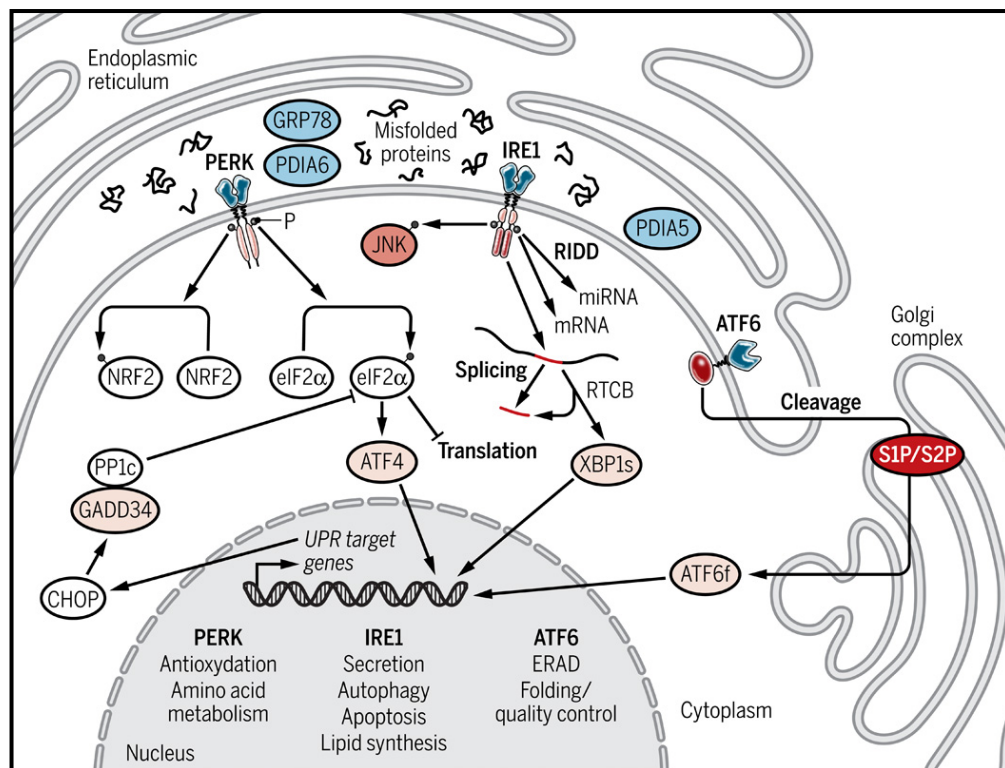 Endoplasmic
reticulum
GRP78
PDIA6
Misfolded
proteins
PERK
IRE1
P
JNK
RIDD
miRNA
mRNA
PDIA5
Golgi
complex
ATF6
NRF2
NRF2
eIF2α
eIF2α
Splicing
RTCB
Cleavage
PP1c
GADD34
ATF4
Translation
XBP1s
S1P/S2P
CHOP
UPR target
genes
ATF6f
PERK
Antioxydation
Amino acid
metabolism
IRE1
Secretion
Autophagy
Apoptosis
Lipid synthesis
ATF6
ERAD
Folding/
quality control
Nucleus
Cytoplasm